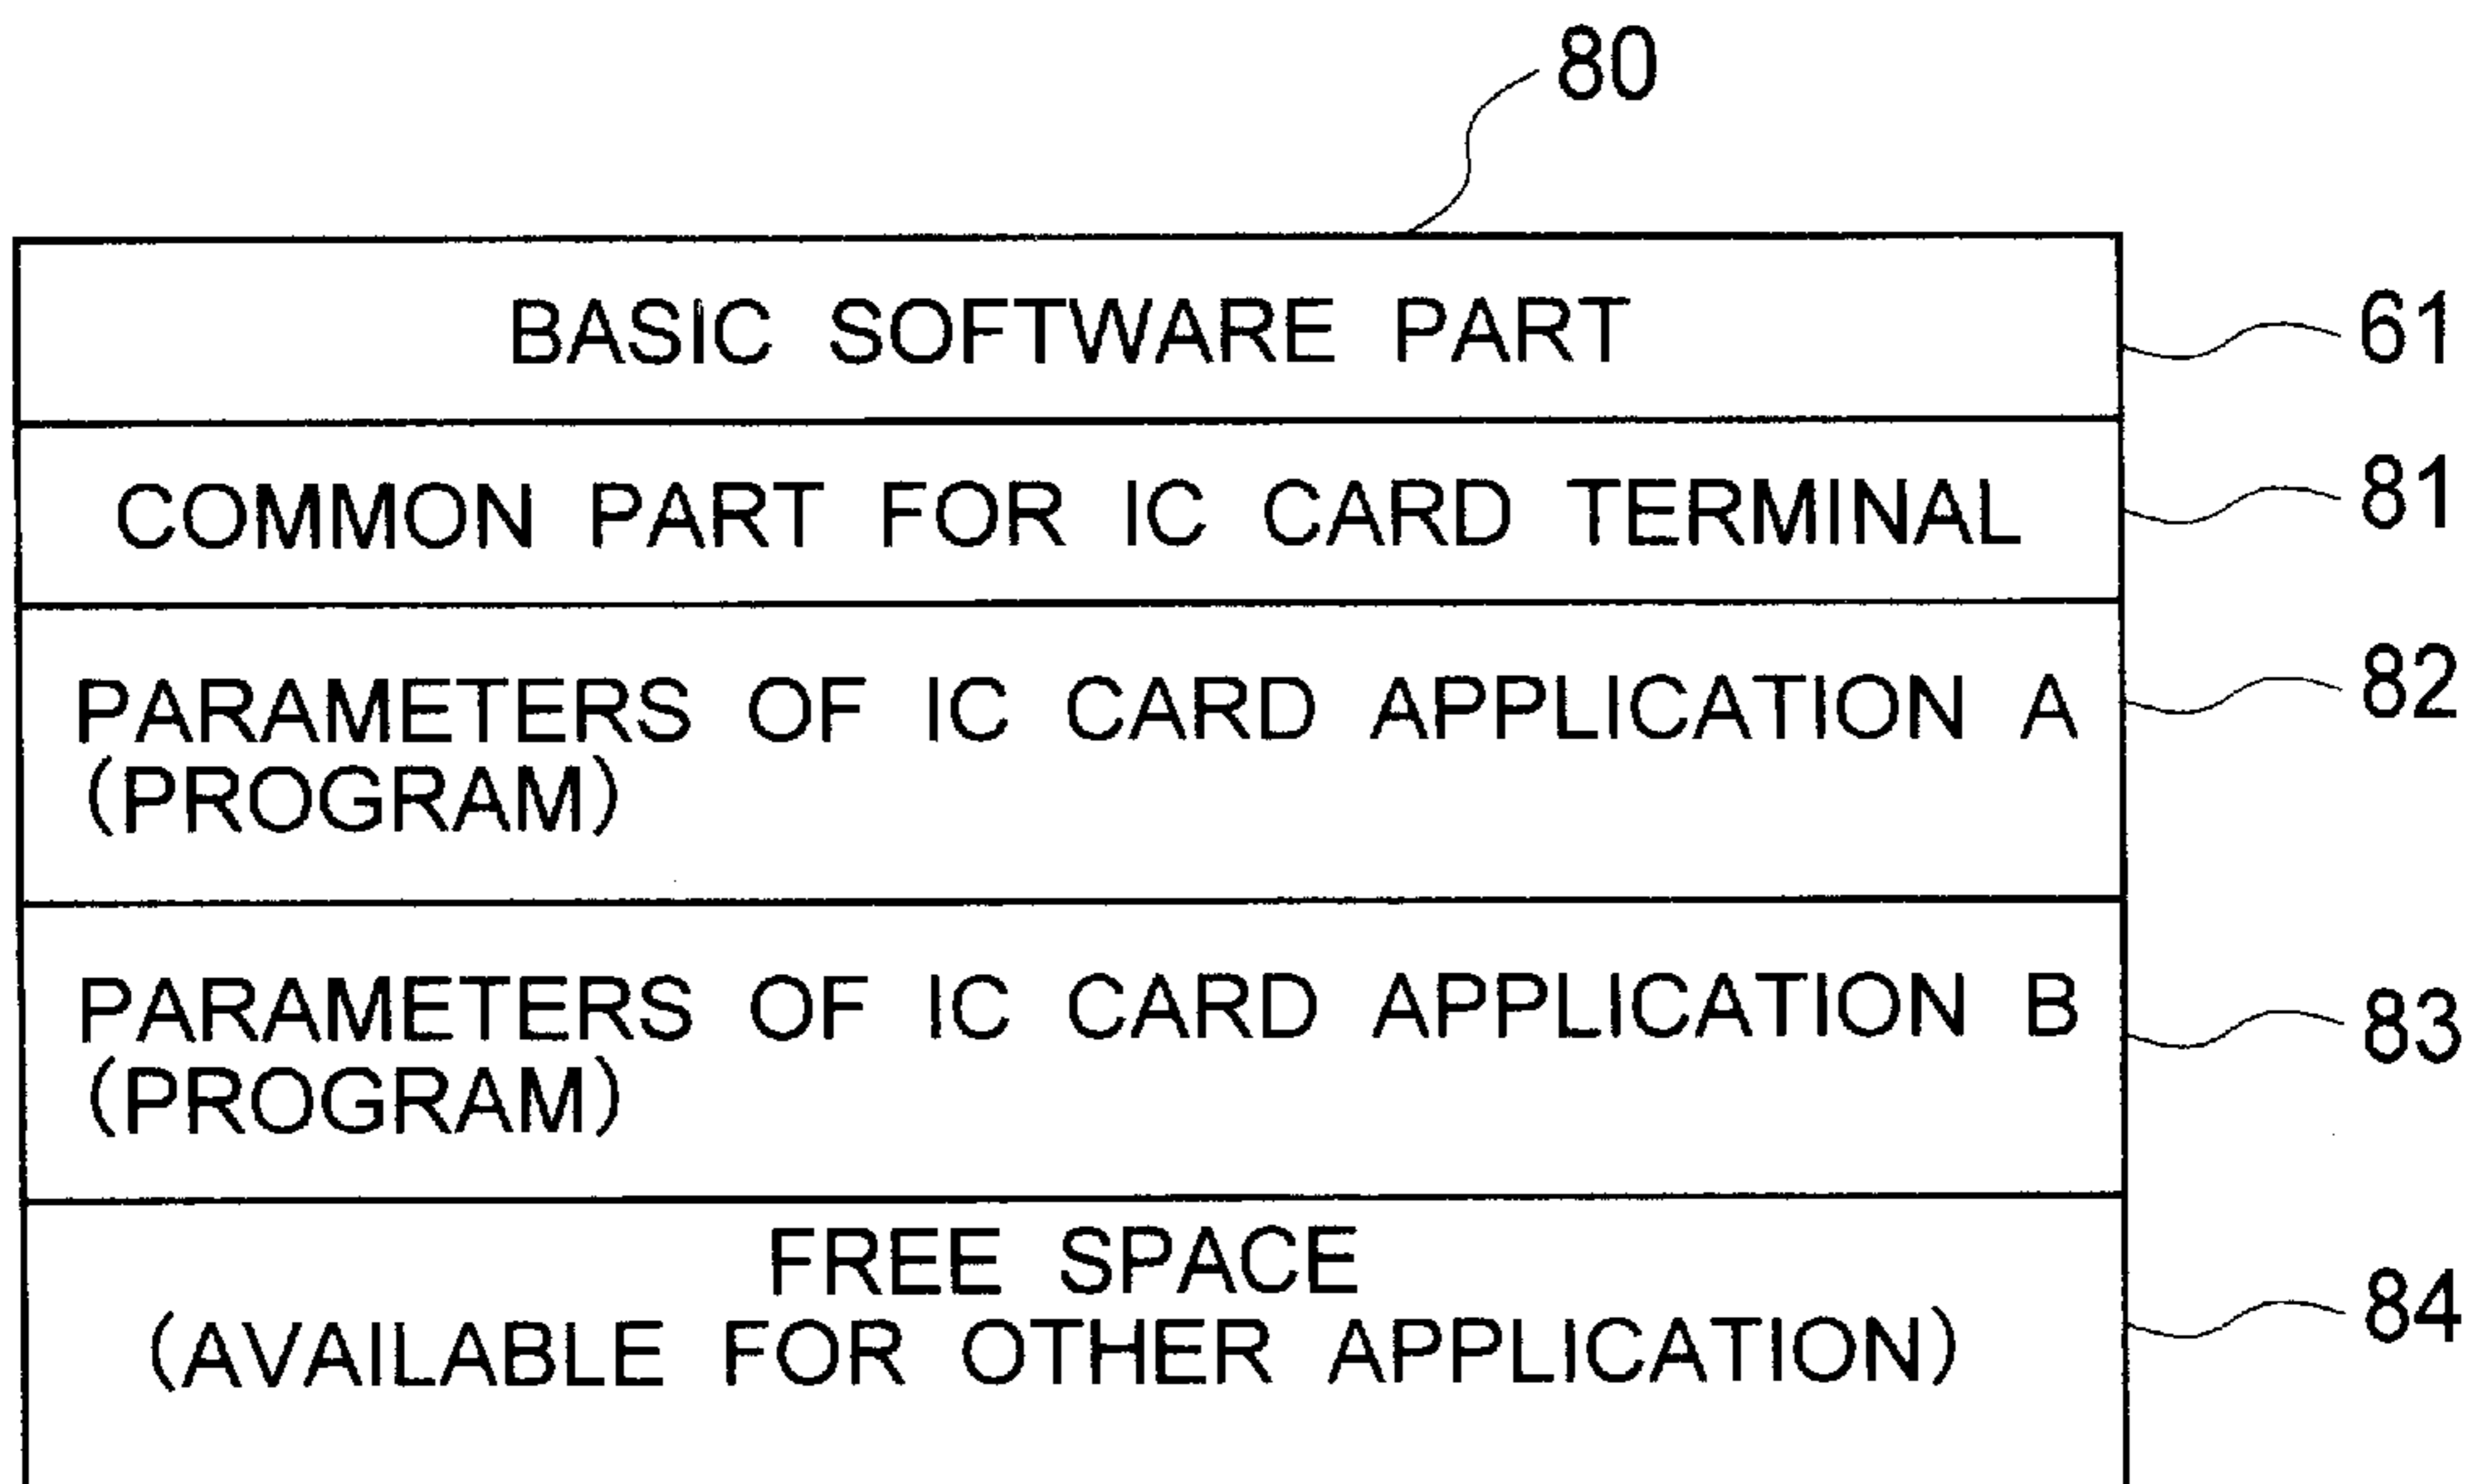 80
BASIC SOFTWARE PART 61
COMMON PART FOR IC CARD TERMINAL 81
PARAMETERS OF IC CARD APPLICATION A 82
(PROGRAM)
PARAMETERS OF IC CARD APPLICATION B 83
(PROGRAM)
FREE SPACE
(AVAILABLE FOR OTHER APPLICATION) 84